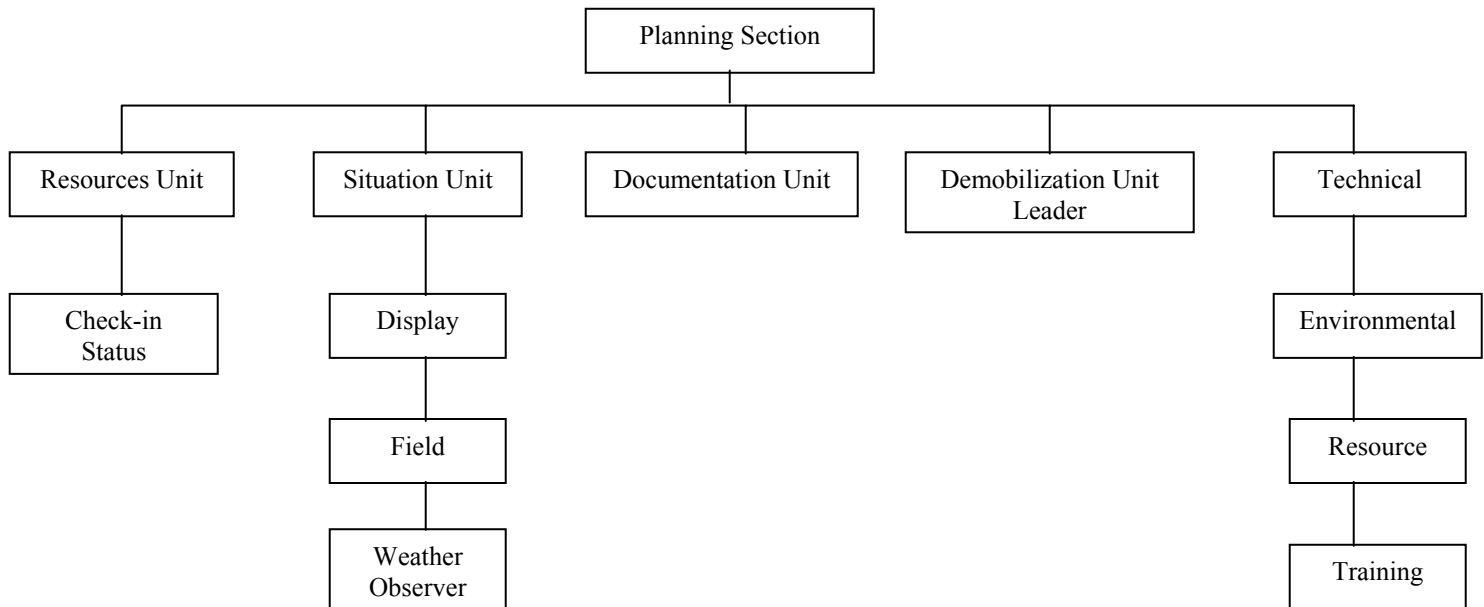 Planning Section
Resources Unit
Situation Unit
Documentation Unit
Demobilization Unit
Leader
Technical
Check-in
Status
Display
Environmental
Field
Resource
Weather
Observer
Training